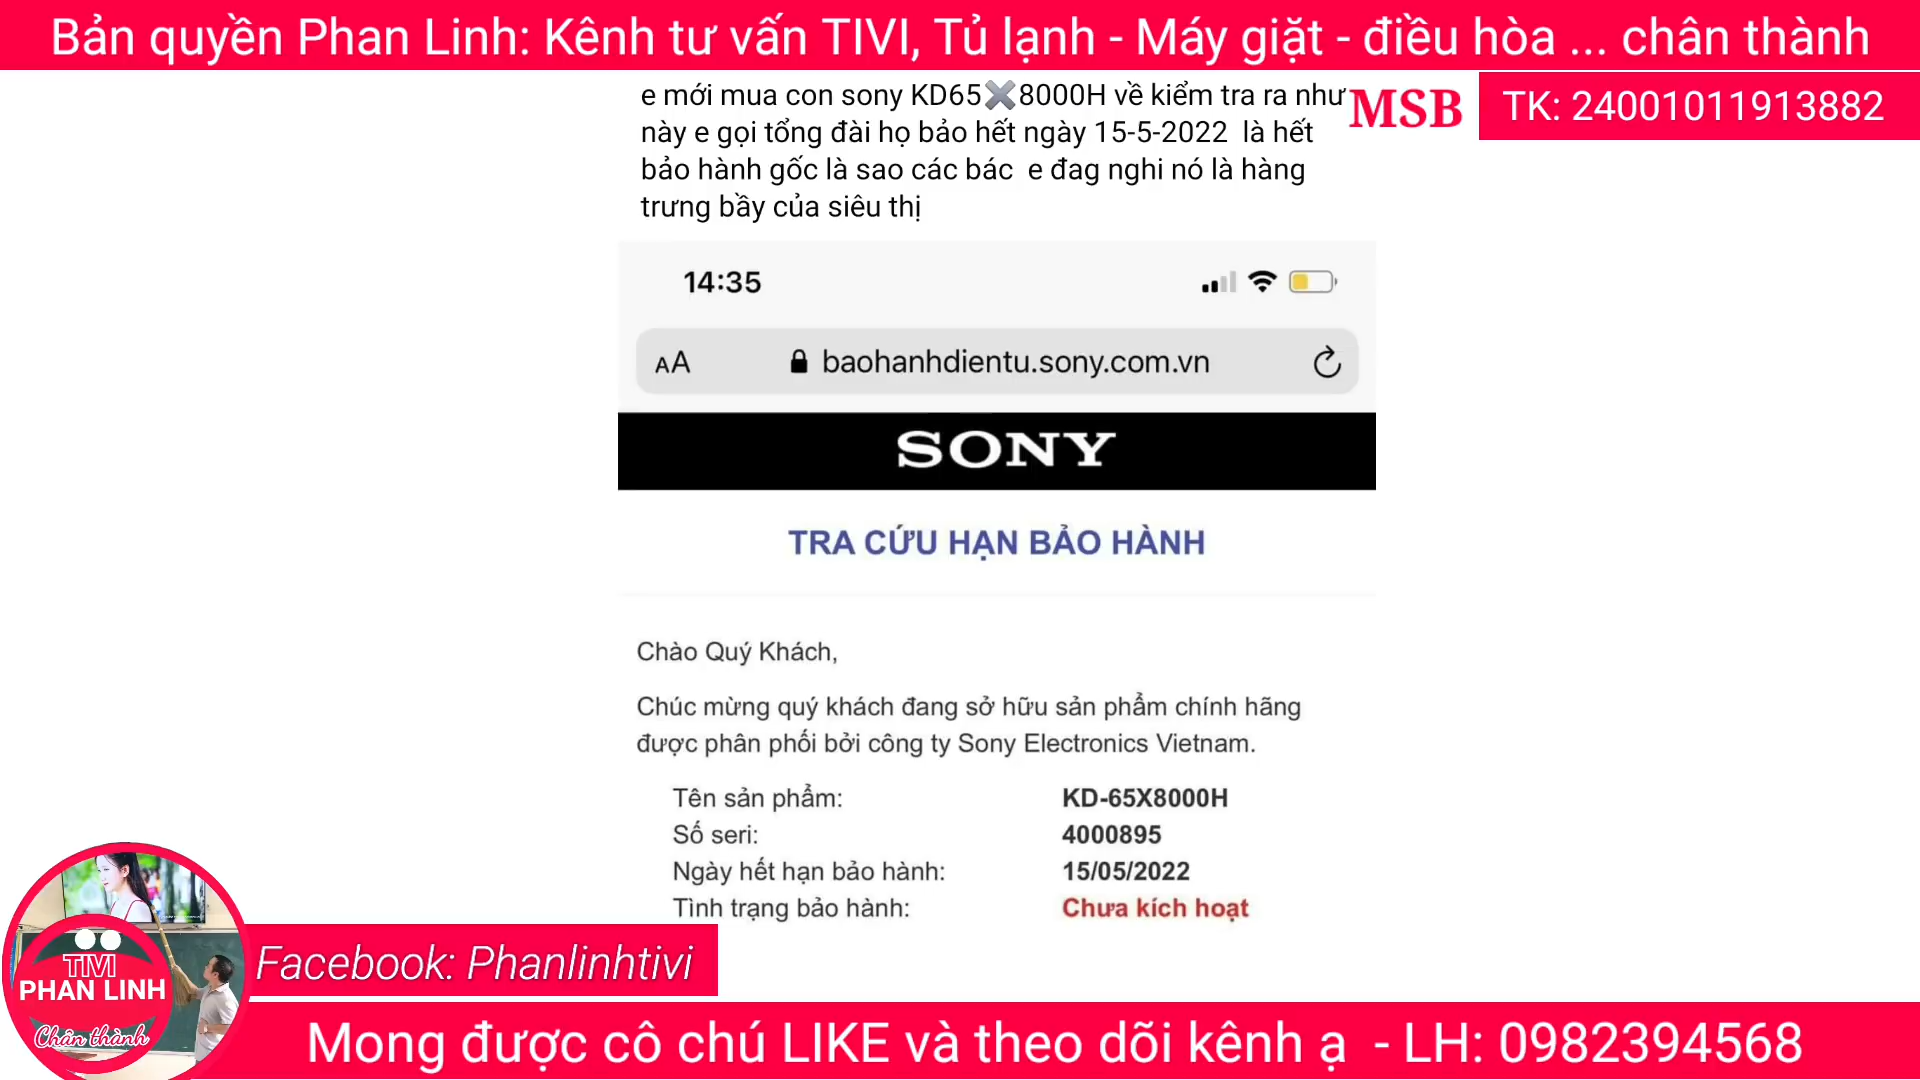 Bản quyền Phan Linh: Kênh tư vấn TIVI, Tủ lạnh - Máy giặt - điều hòa ... chân thành
e mới mua con sony KD65✖️8000H về kiểm tra ra như
này e gọi tổng đài họ bảo hết ngày 15-5-2022 là hết
bảo hành gốc là sao các bác e đag nghi nó là hàng
trưng bầy của siêu thị
MSB
TK: 24001011913882
14:35
AA baohanhdientu.sony.com.vn
SONY
TRA CỨU HẠN BẢO HÀNH
Chào Quý Khách,
Chúc mừng quý khách đang sở hữu sản phẩm chính hãng
được phân phối bởi công ty Sony Electronics Vietnam.
Tên sản phẩm: KD-65X8000H
Số seri: 4000895
Ngày hết hạn bảo hành: 15/05/2022
Tình trạng bảo hành: Chưa kích hoạt
TIVI
PHAN LINH
Chân thành
Facebook: Phanlinhtivi
Mong được cô chú LIKE và theo dõi kênh ạ - LH: 0982394568